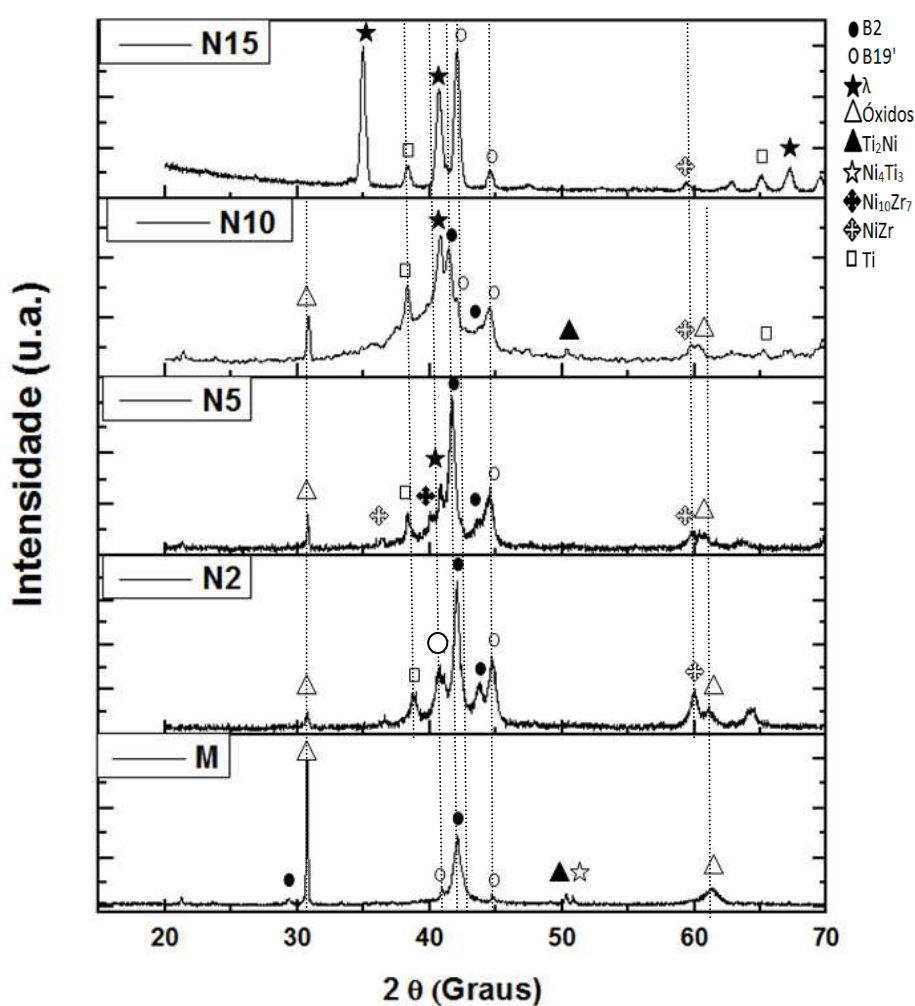 N15
N10
N5
N2
M
B2
B19'
λ
Óxidos
Ti₂Ni
Ni₄Ti₃
Ni₁₀Zr₇
NiZr
Ti
Intensidade (u.a.)
20 30 40 50 60 70
2 θ (Graus)